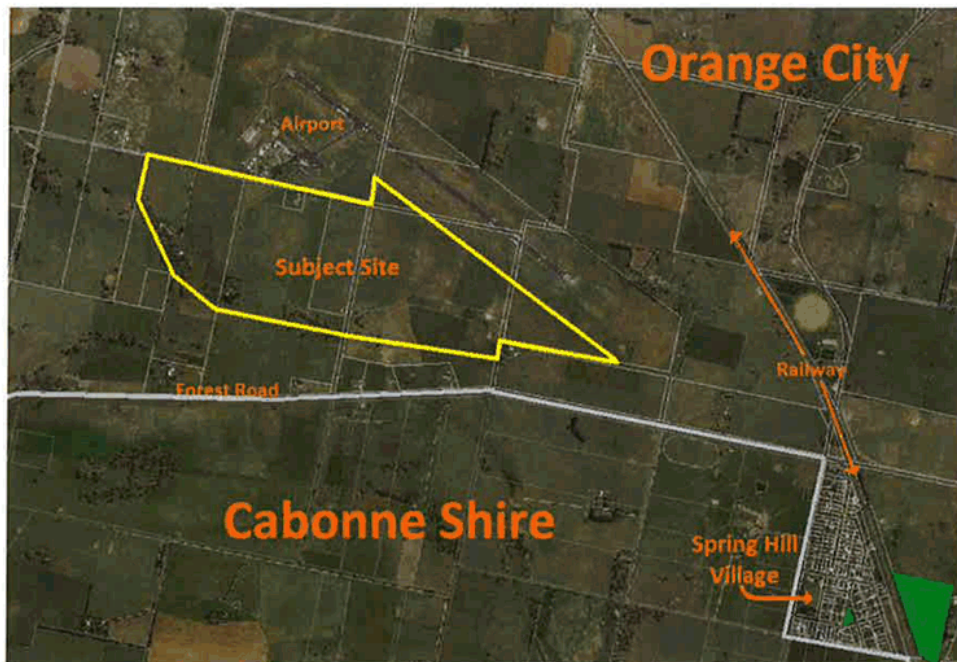 Orange City
Airport
Subject Site
Railway
Forest Road
Cabonne Shire
Spring Hill
Village